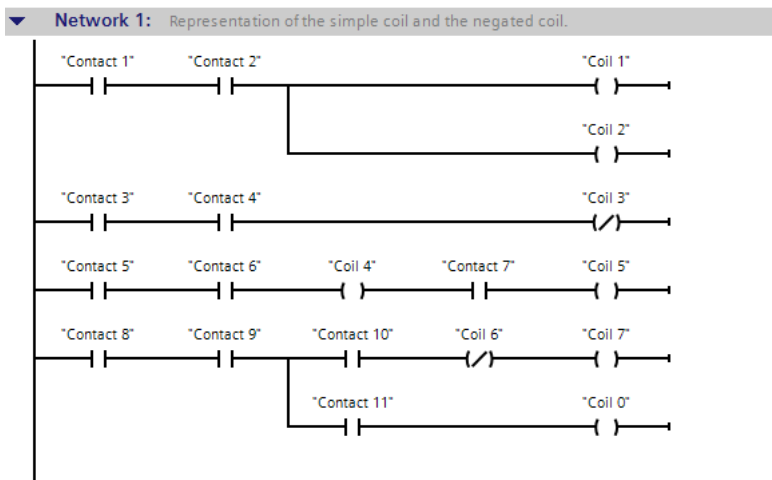 Network 1: Representation of the simple coil and the negated coil.
"Contact 1" "Contact 2" "Coil 1"
"Coil 2"
"Contact 3" "Contact 4" "Coil 3"
"Contact 5" "Contact 6" "Coil 4" "Contact 7" "Coil 5"
"Contact 8" "Contact 9" "Contact 10" "Coil 6" "Coil 7"
"Contact 11" "Coil 0"